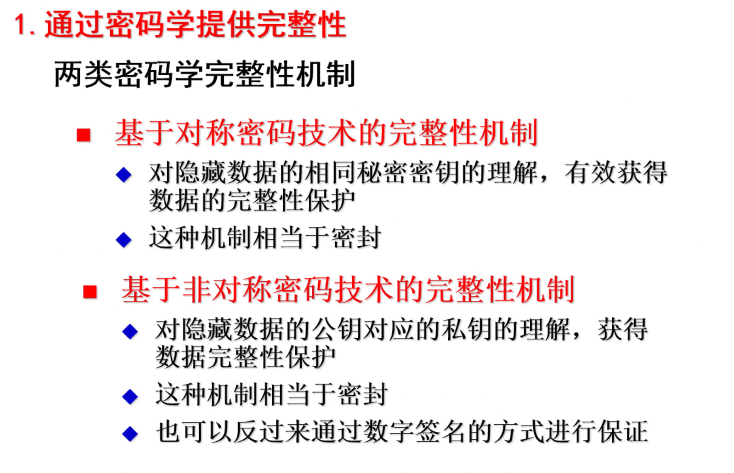 1.通过密码学提供完整性
两类密码学完整性机制
■ 基于对称密码技术的完整性机制
◆ 对隐藏数据的相同秘密密钥的理解，有效获得
数据的完整性保护
◆ 这种机制相当于密封
■ 基于非对称密码技术的完整性机制
◆ 对隐藏数据的公钥对应的私钥的理解，获得
数据完整性保护
◆ 这种机制相当于密封
◆ 也可以反过来通过数字签名的方式进行保证